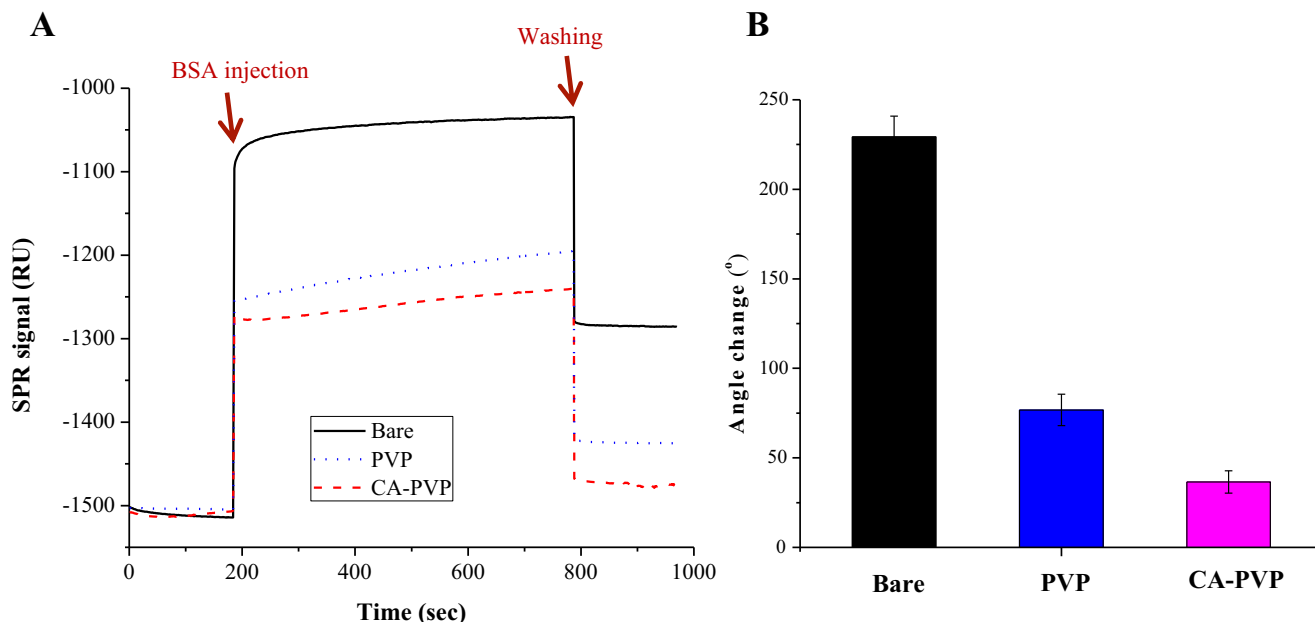 A
BSA injection
Washing
SPR signal (RU)
-1000
-1100
-1200
-1300
-1400
-1500
Bare
PVP
CA-PVP
0
200
400
600
800
1000
Time (sec)
B
Angle change (°)
250
200
150
100
50
0
Bare
PVP
CA-PVP